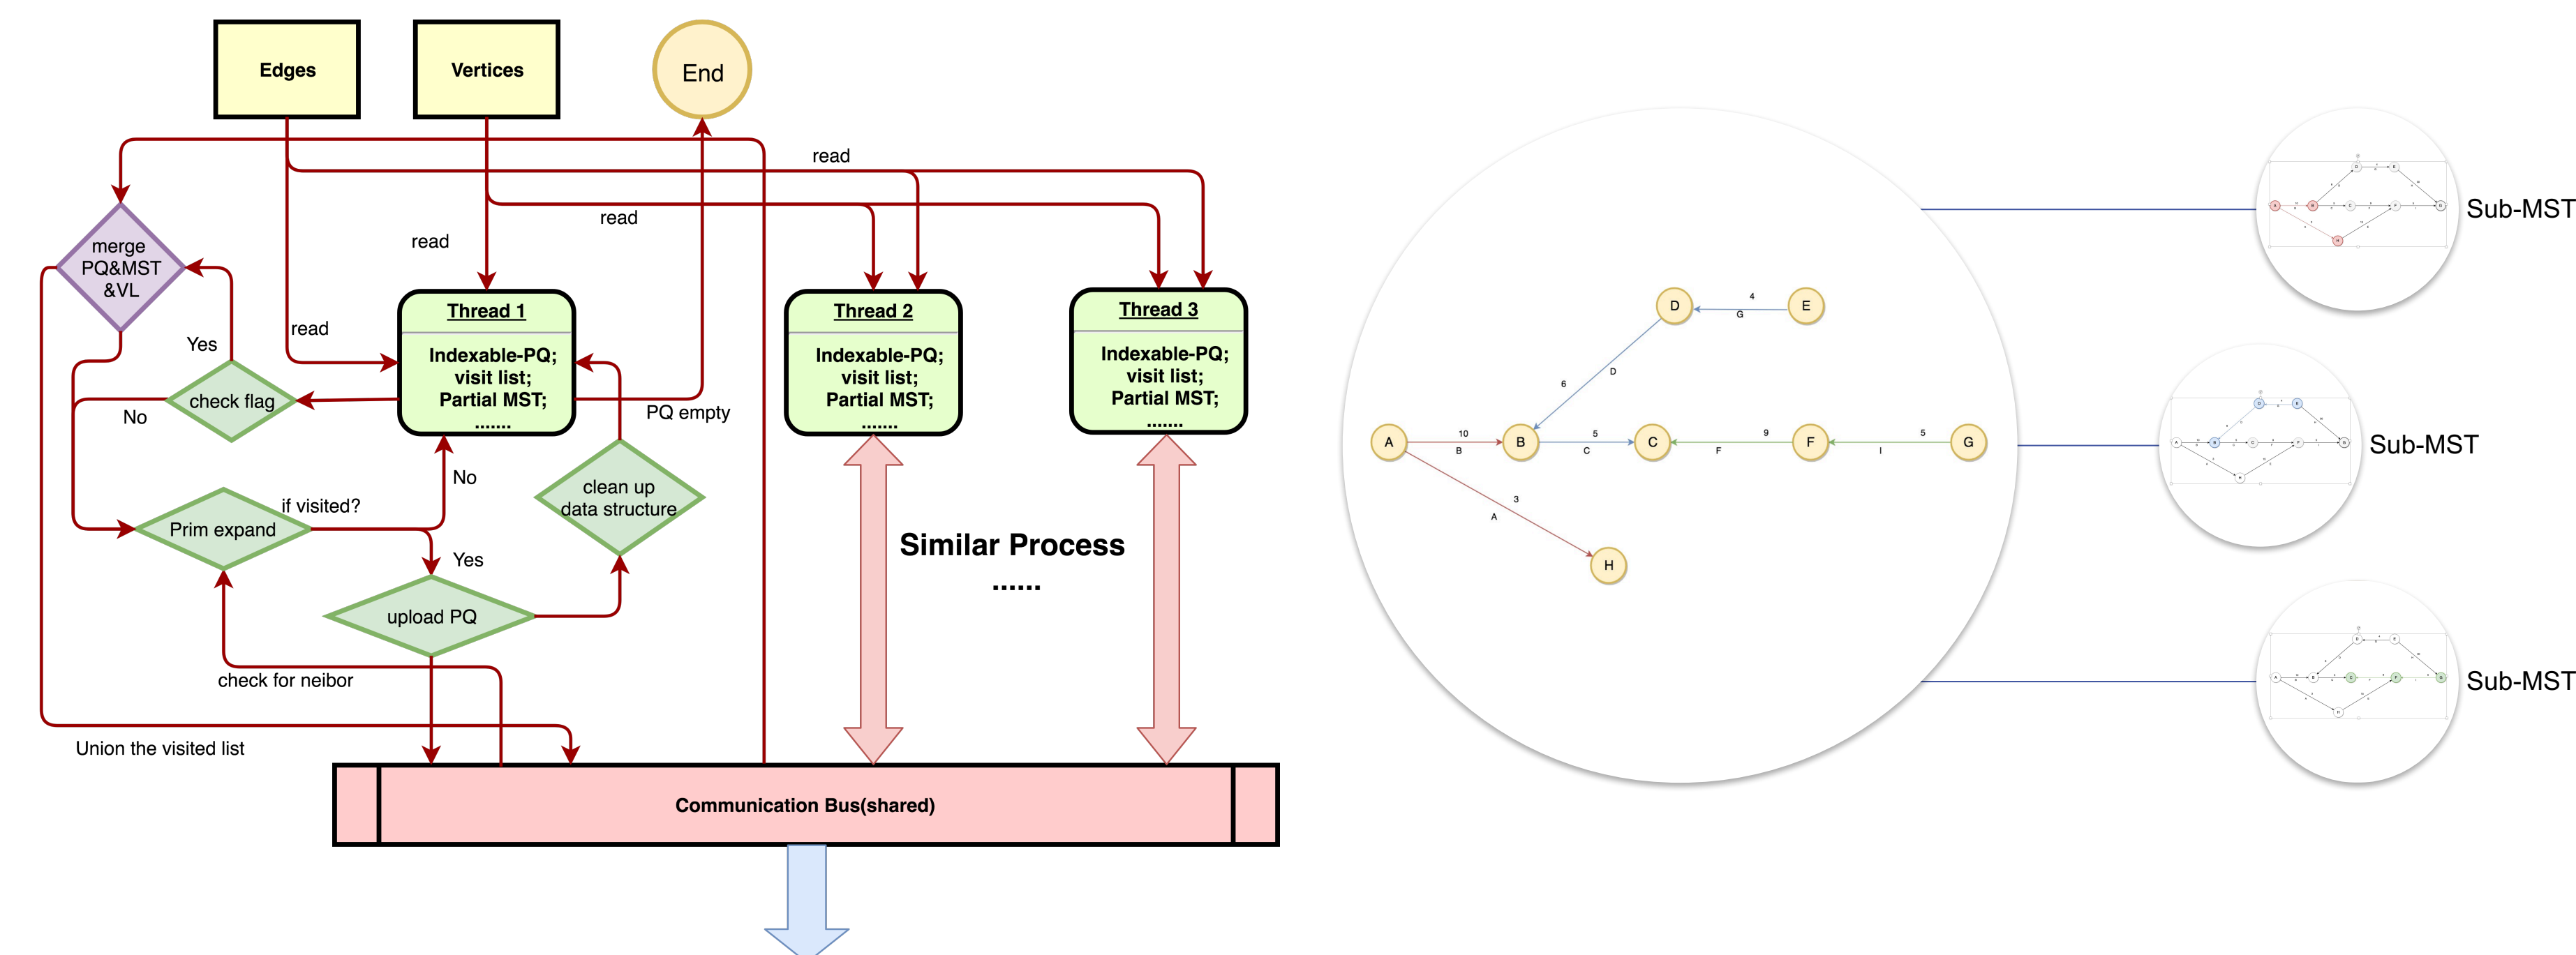 Edges
Vertices
End
read
read
read
read
merge
PQ&MST
&VL
Yes
No
check flag
Thread 1
Indexable-PQ;
visit list;
Partial MST;
.......
Thread 2
Indexable-PQ;
visit list;
Partial MST;
.......
Thread 3
Indexable-PQ;
visit list;
Partial MST;
.......
PQ empty
No
clean up
data structure
if visited?
Prim expand
Yes
upload PQ
check for neibor
Union the visited list
Similar Process
......
Communication Bus(shared)
D
4
G
E
6
D
A
10
B
B
5
C
C
9
F
F
5
I
G
3
A
H
Sub-MST
Sub-MST
Sub-MST